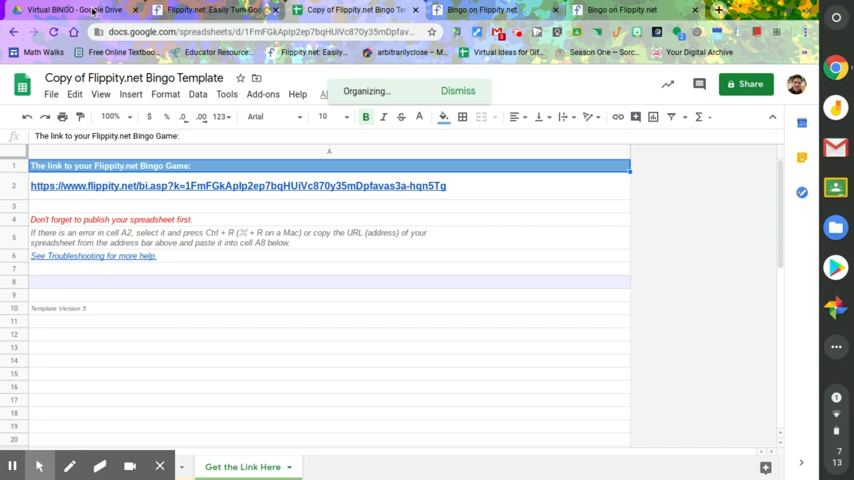 Virtual BINGO - Google Drive
Flippity.net: Easily Turn Goo
Copy of Flippity.net Bingo Te
Bingo on Flippity.net
Bingo on Flippity.net
docs.google.com/spreadsheets/d/1FmFGkApIp2ep7bqHUiVc870y35mDpfav...
Math Wabs
Free Online Textboo...
Educator Resource...
Flippity.net: Easily...
arbitrarilyclose – M...
Virtual Ideas for Git...
Season One – Sorc...
Your Digital Archive
Copy of Flippity.net Bingo Template
File Edit View Insert Format Data Tools Add-ons Help
Organizing...
Dismiss
Share
100% $ % .0 .00 123 Arial 10 B I S A
fx The link to your Flippity.net Bingo Game:
A
1 The link to your Flippity.net Bingo Game:
2 https://www.flippity.net/bi.asp?k=1FmFGkApIp2ep7bqHUiVc870y35mDpfavas3a-hqn5Tg
3
4 Don't forget to publish your spreadsheet first.
5 If there is an error in cell A2, select it and press Ctrl + R (⌘ + R on a Mac) or copy the URL (address) of your
spreadsheet from the address bar above and paste it into cell A8 below.
6 See Troubleshooting for more help.
7
8
9
10 Template Version 5
11
12
13
14
15
16
17
18
19
20
Get the Link Here
1
7
13